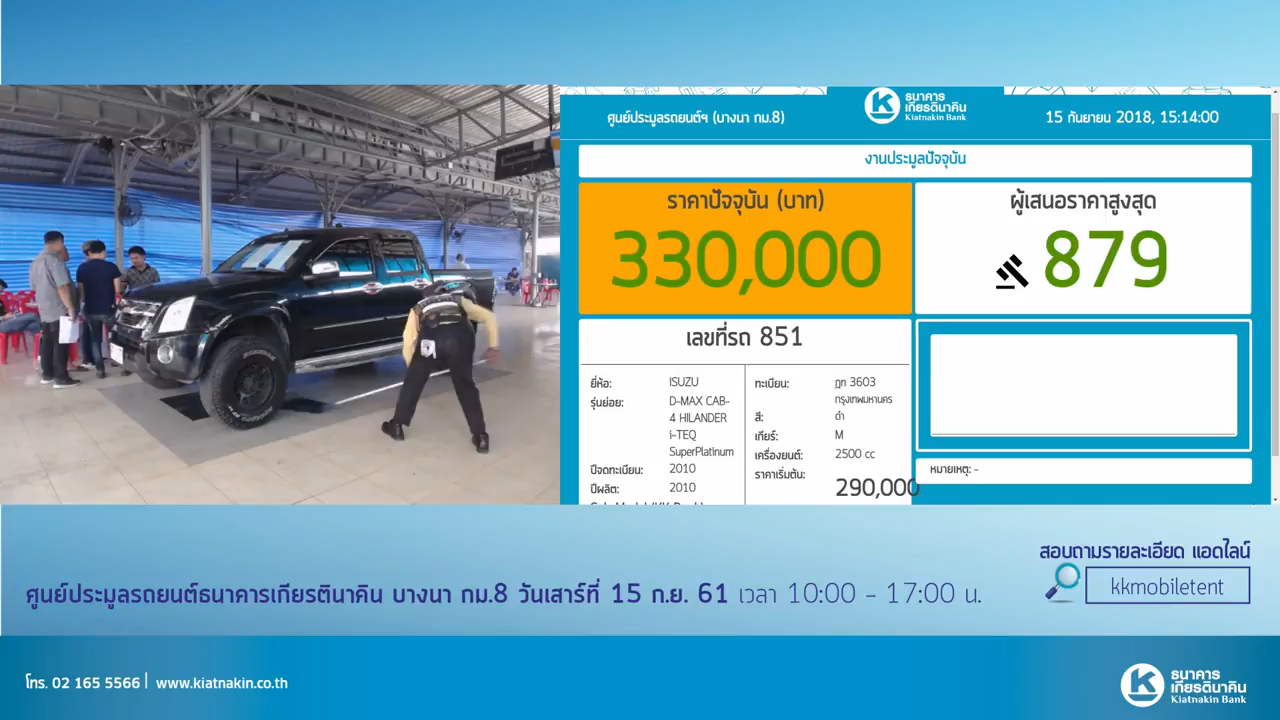 ศูนย์ประมูลรถยนต์ฯ (บางนา กม.8)
ธนาคาร
เกียรตินาคิน
Kiatnakin Bank
15 กันยายน 2018, 15:14:00
งานประมูลปัจจุบัน
ราคาปัจจุบัน (บาท)
330,000
ผู้เสนอราคาสูงสุด
879
เลขที่รถ 851
ยี่ห้อ: ISUZU
รุ่นย่อย: D-MAX CAB-
4 HILANDER
i-TEQ
SuperPlatinum
ปีจดทะเบียน: 2010
ปีผลิต: 2010
ทะเบียน: ฎท 3603
กรุงเทพมหานคร
สี: ดำ
เกียร์: M
เครื่องยนต์: 2500 cc
ราคาเริ่มต้น:
290,000
หมายเหตุ: -
สอบถามรายละเอียด แอดไลน์
kkmobiletent
ศูนย์ประมูลรถยนต์ธนาคารเกียรตินาคิน บางนา กม.8 วันเสาร์ที่ 15 ก.ย. 61 เวลา 10:00 - 17:00 น.
โทร. 02 165 5566 | www.kiatnakin.co.th
ธนาคาร
เกียรตินาคิน
Kiatnakin Bank